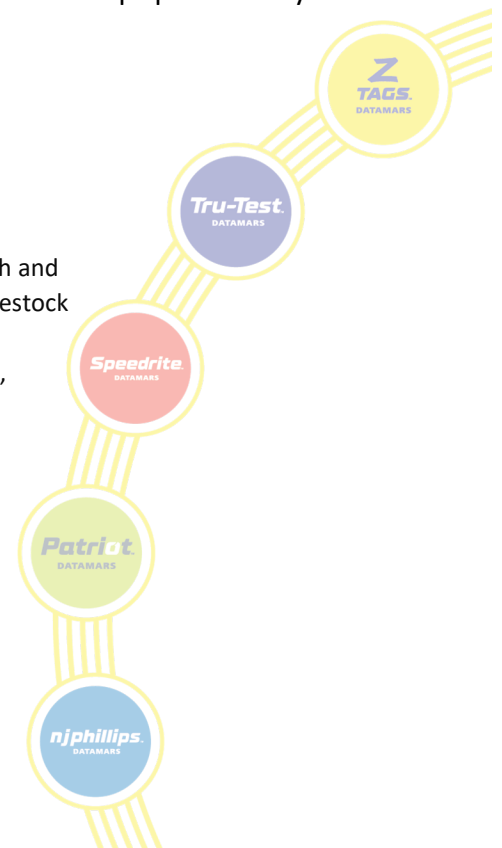 Z
TAGS.
DATAMARS
Tru-Test.
DATAMARS
h and
estock
Speedrite.
DATAMARS
,
Patriot.
DATAMARS
njphillips.
DATAMARS